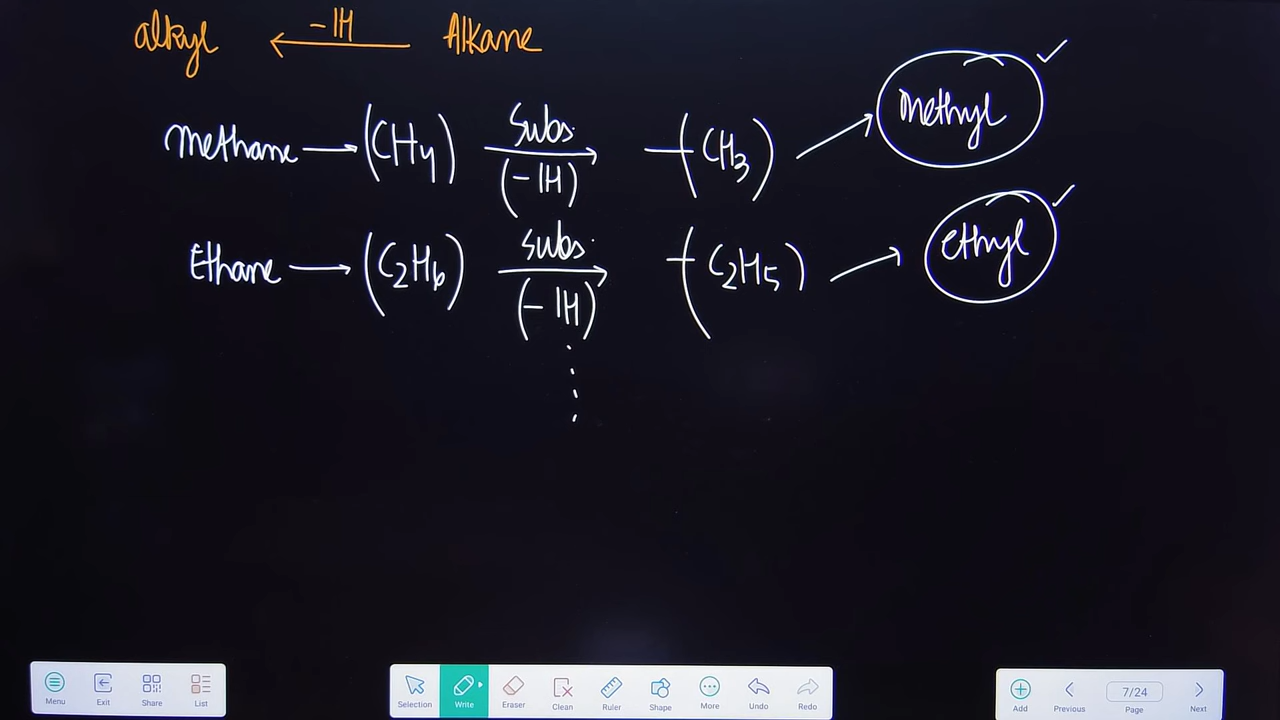 alkyl ← -1H Alkane
Methane → (CH4) Subs. (-1H) → -(CH3) → Methyl ✓
Ethane → (C2H6) Subs. (-1H) → -(C2H5) → Ethyl ✓
Menu Exit Share List
Selection Write Eraser Clean Ruler Shape More Undo Redo
Add Previous 7/24 Page Next